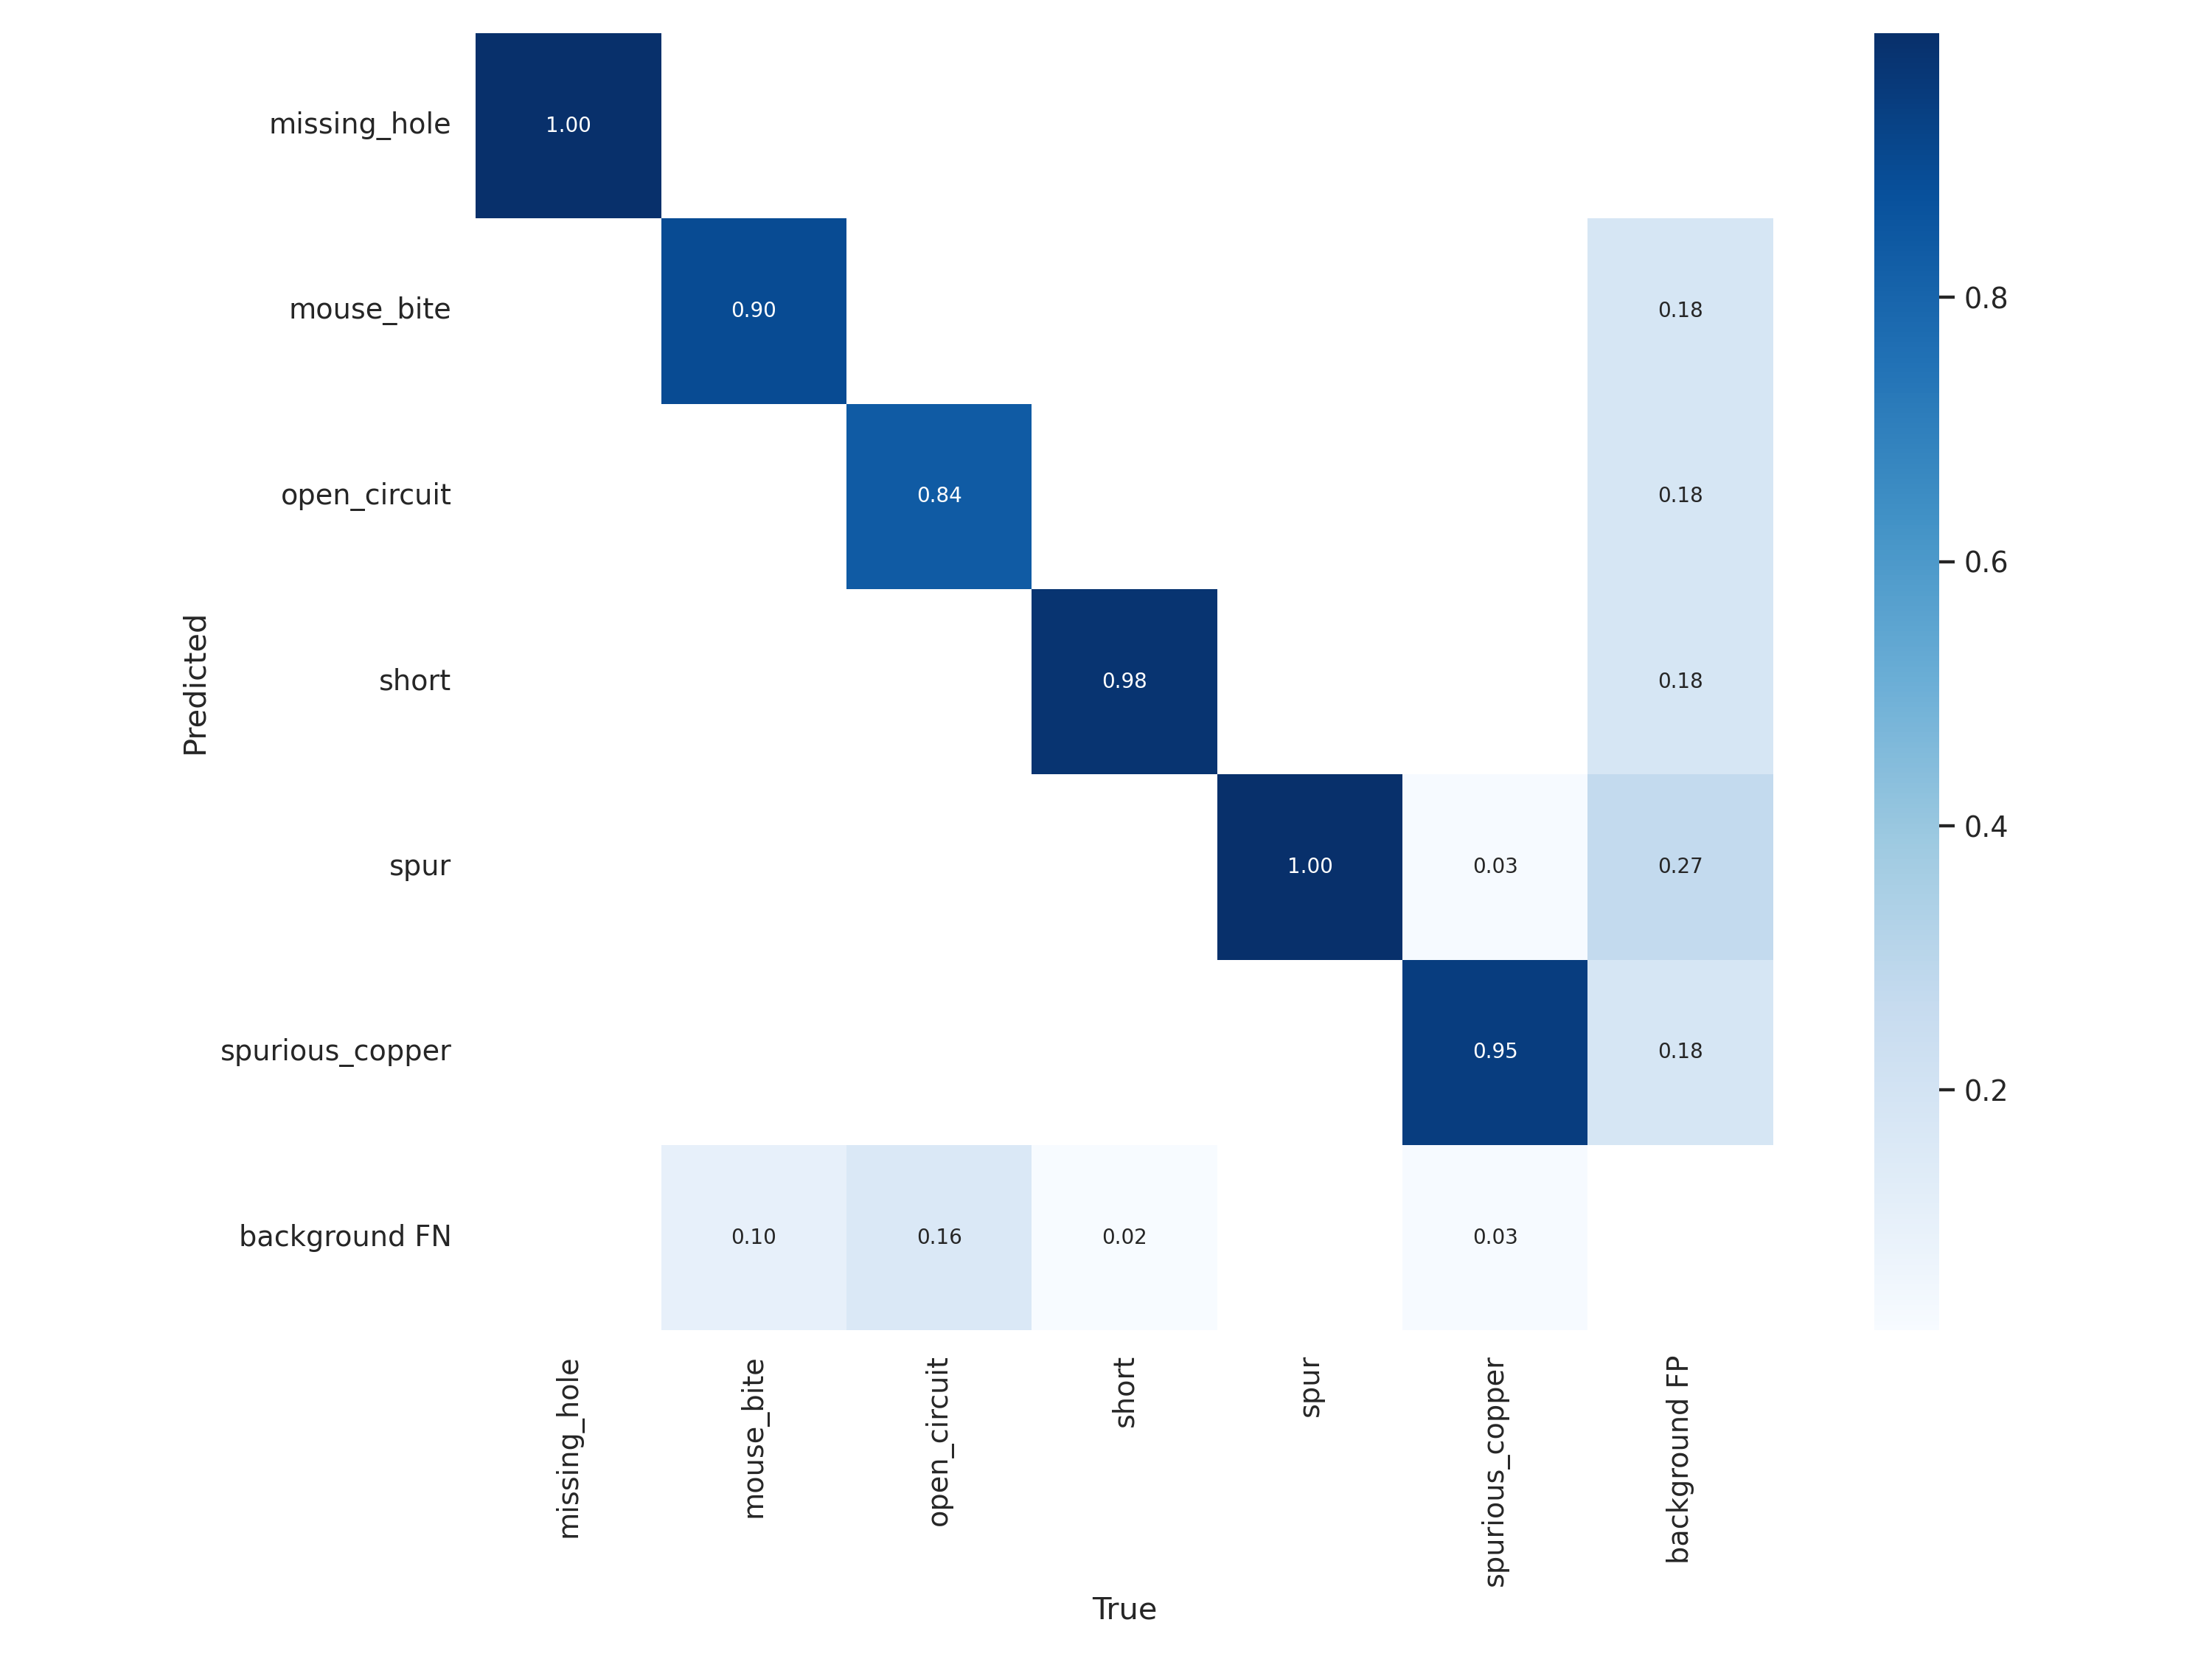 missing_hole
1.00
mouse_bite
0.90
0.18
0.8
open_circuit
0.84
0.18
0.6
short
0.98
0.18
Predicted
0.4
spur
1.00
0.03
0.27
spurious_copper
0.95
0.18
0.2
background FN
0.10
0.16
0.02
0.03
missing_hole
mouse_bite
open_circuit
short
spur
spurious_copper
background FP
True